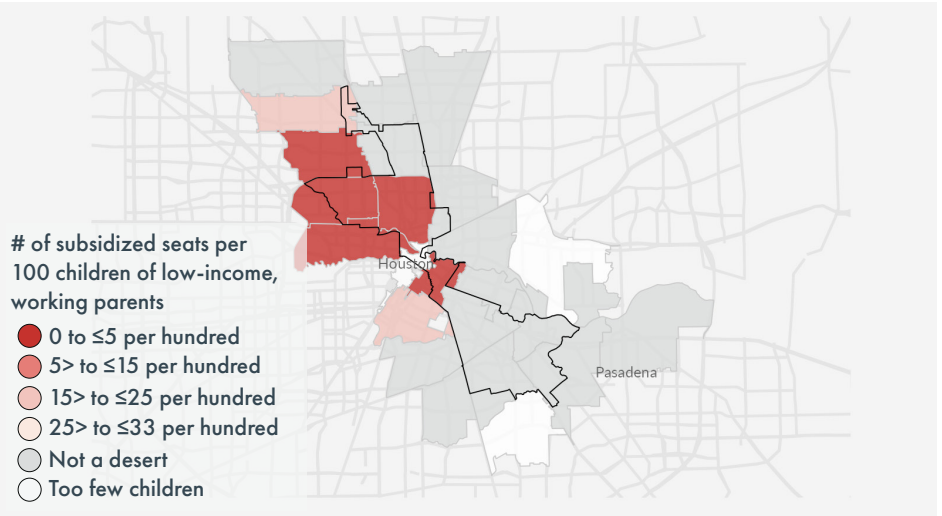 # of subsidized seats per
100 children of low-income,
working parents
0 to ≤5 per hundred
5> to ≤15 per hundred
15> to ≤25 per hundred
25> to ≤33 per hundred
Not a desert
Too few children
Houston
Pasadena